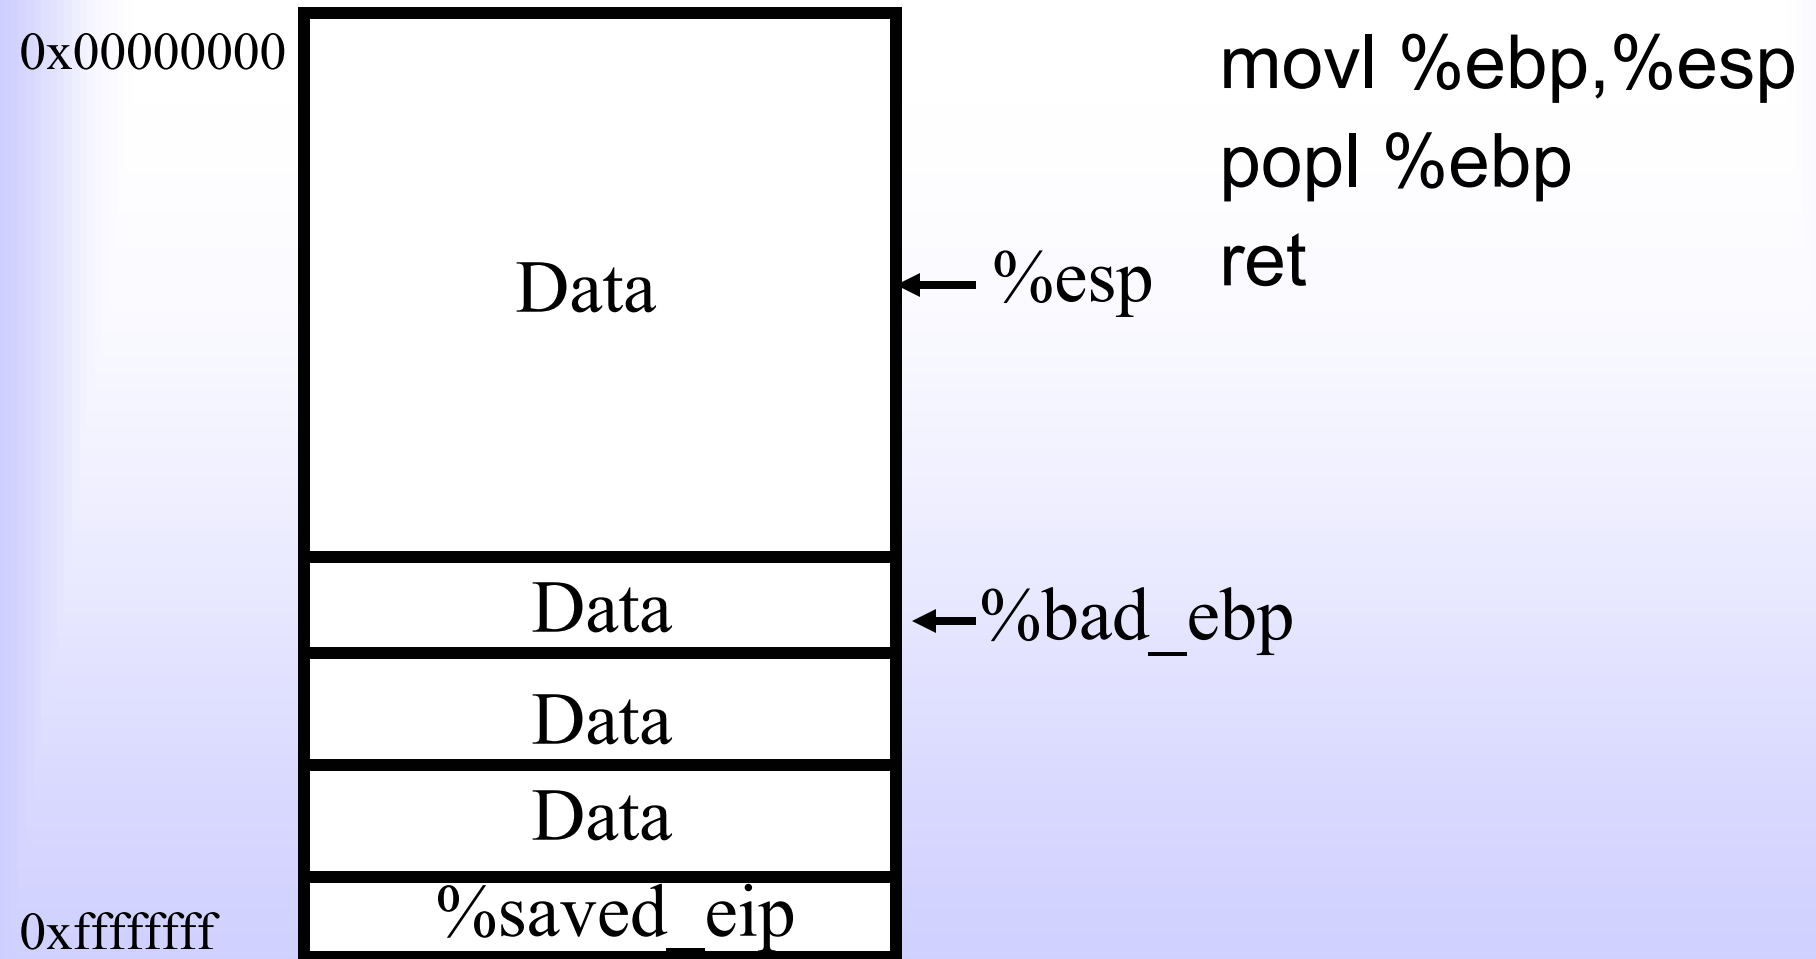 0x00000000
movl %ebp,%esp
popl %ebp
ret
Data
%esp
Data
%bad_ebp
Data
Data
%saved_eip
0xffffffff